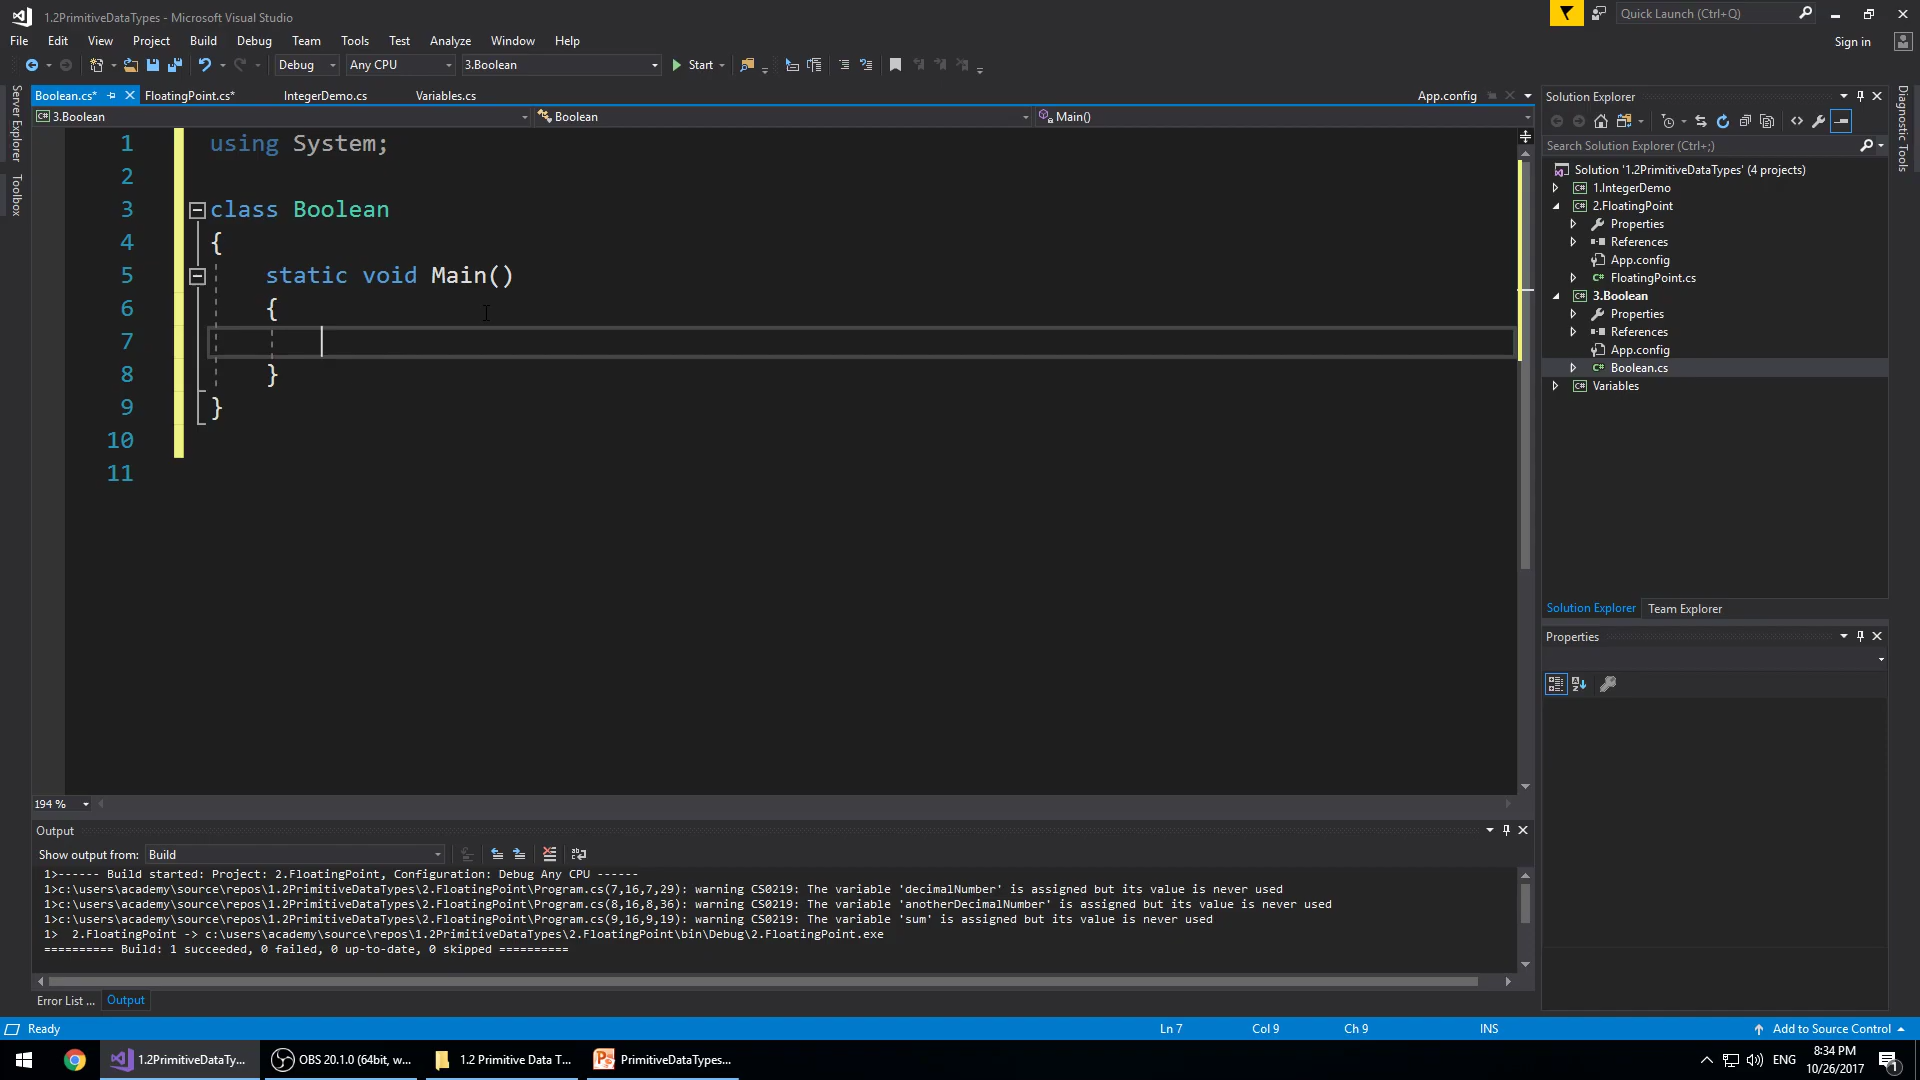 1.2PrimitiveDataTypes - Microsoft Visual Studio
Quick Launch (Ctrl+Q)
File Edit View Project Build Debug Team Tools Test Analyze Window Help
Sign in
Debug Any CPU 3.Boolean Start
Boolean.cs* FloatingPoint.cs* IntegerDemo.cs Variables.cs App.config
3.Boolean Boolean Main()
Server Explorer
Toolbox
1 using System;
2
3 class Boolean
4 {
5 static void Main()
6 {
7
8 }
9 }
10
11
194 %
Solution Explorer
Search Solution Explorer (Ctrl+;)
Solution '1.2PrimitiveDataTypes' (4 projects)
1.IntegerDemo
2.FloatingPoint
Properties
References
App.config
FloatingPoint.cs
3.Boolean
Properties
References
App.config
Boolean.cs
Variables
Solution Explorer Team Explorer
Properties
Diagnostic Tools
Output
Show output from: Build
1>------ Build started: Project: 2.FloatingPoint, Configuration: Debug Any CPU ------
1>c:\users\academy\source\repos\1.2PrimitiveDataTypes\2.FloatingPoint\Program.cs(7,16,7,29): warning CS0219: The variable 'decimalNumber' is assigned but its value is never used
1>c:\users\academy\source\repos\1.2PrimitiveDataTypes\2.FloatingPoint\Program.cs(8,16,8,36): warning CS0219: The variable 'anotherDecimalNumber' is assigned but its value is never used
1>c:\users\academy\source\repos\1.2PrimitiveDataTypes\2.FloatingPoint\Program.cs(9,16,9,19): warning CS0219: The variable 'sum' is assigned but its value is never used
1> 2.FloatingPoint -> c:\users\academy\source\repos\1.2PrimitiveDataTypes\2.FloatingPoint\bin\Debug\2.FloatingPoint.exe
========== Build: 1 succeeded, 0 failed, 0 up-to-date, 0 skipped ==========
Error List ... Output
Ready Ln 7 Col 9 Ch 9 INS Add to Source Control
1.2PrimitiveDataTy... OBS 20.1.0 (64bit, w... 1.2 Primitive Data T... PrimitiveDataTypes... ENG 8:34 PM
10/26/2017 1